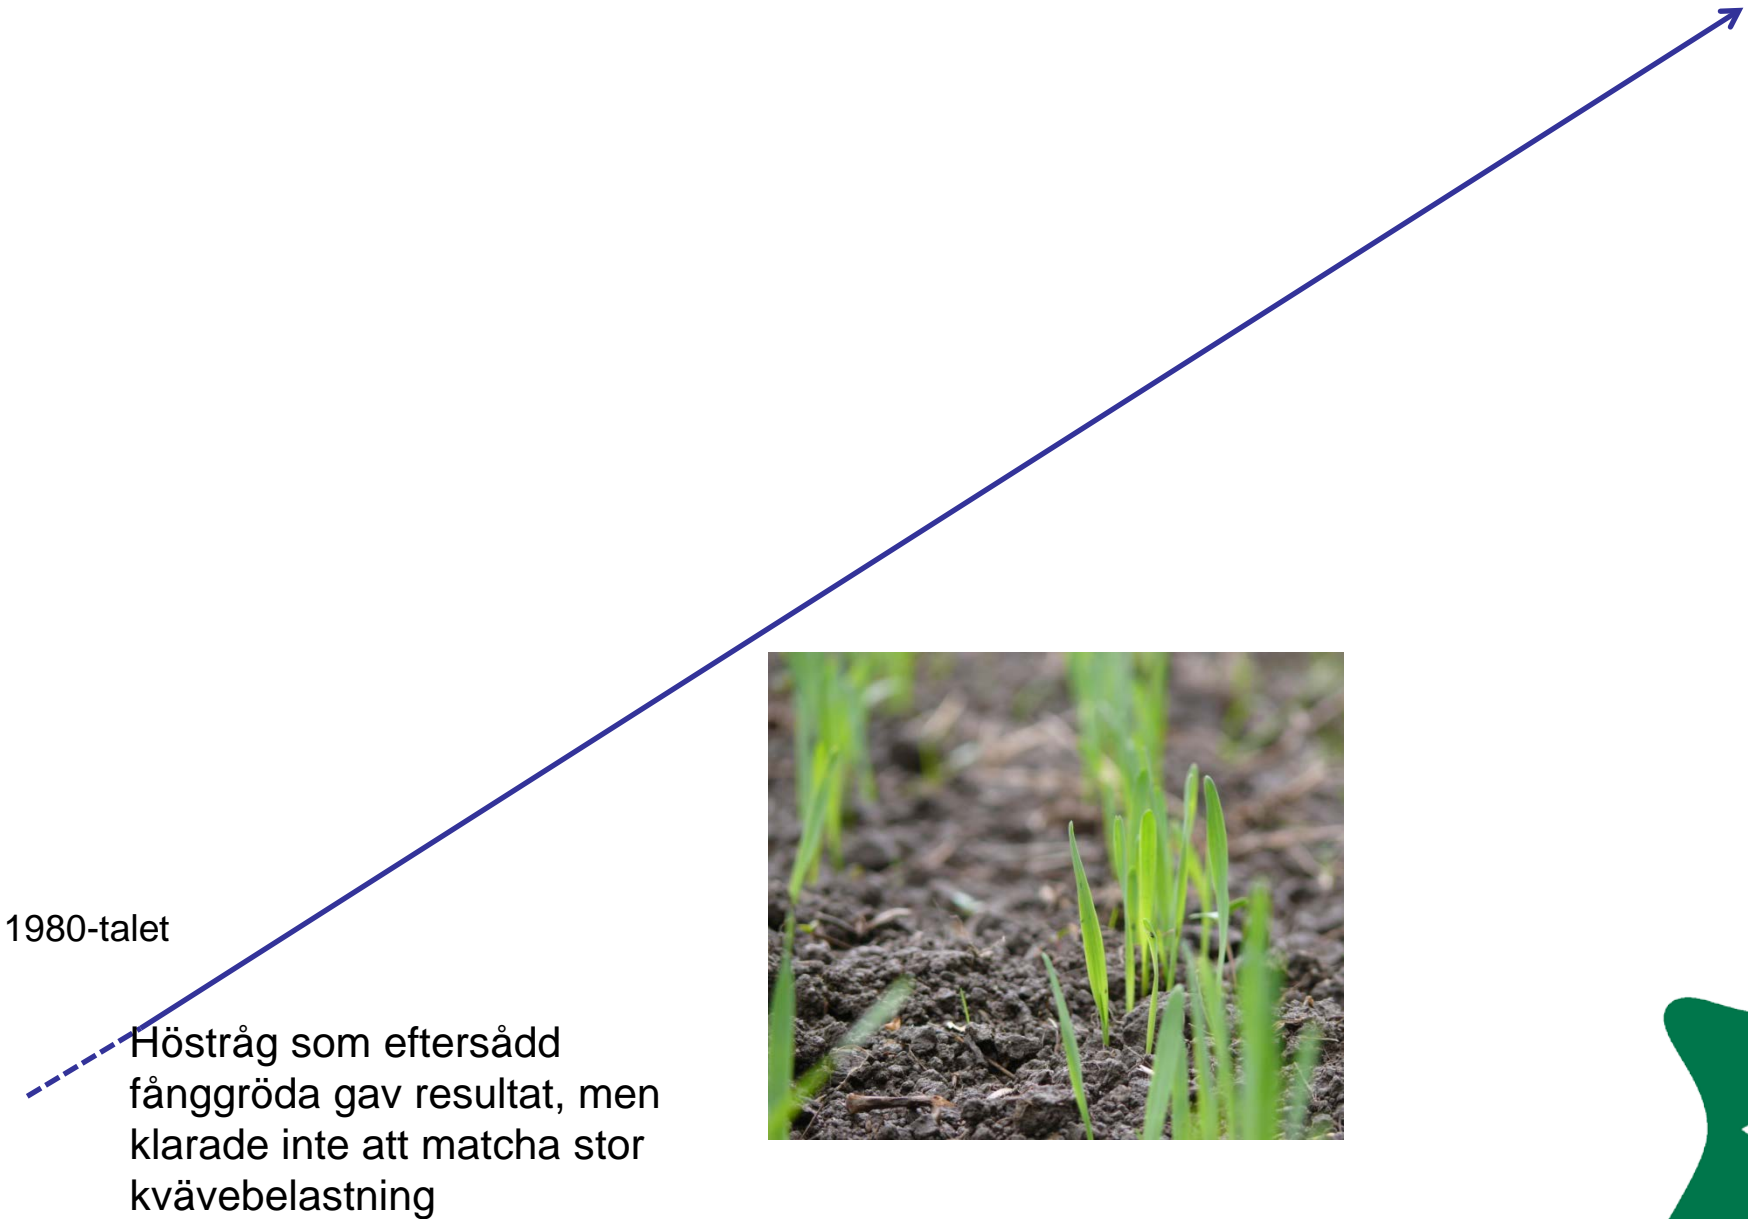 1980-talet
Höstråg som eftersådd
fånggröda gav resultat, men
klarade inte att matcha stor
kvävebelastning